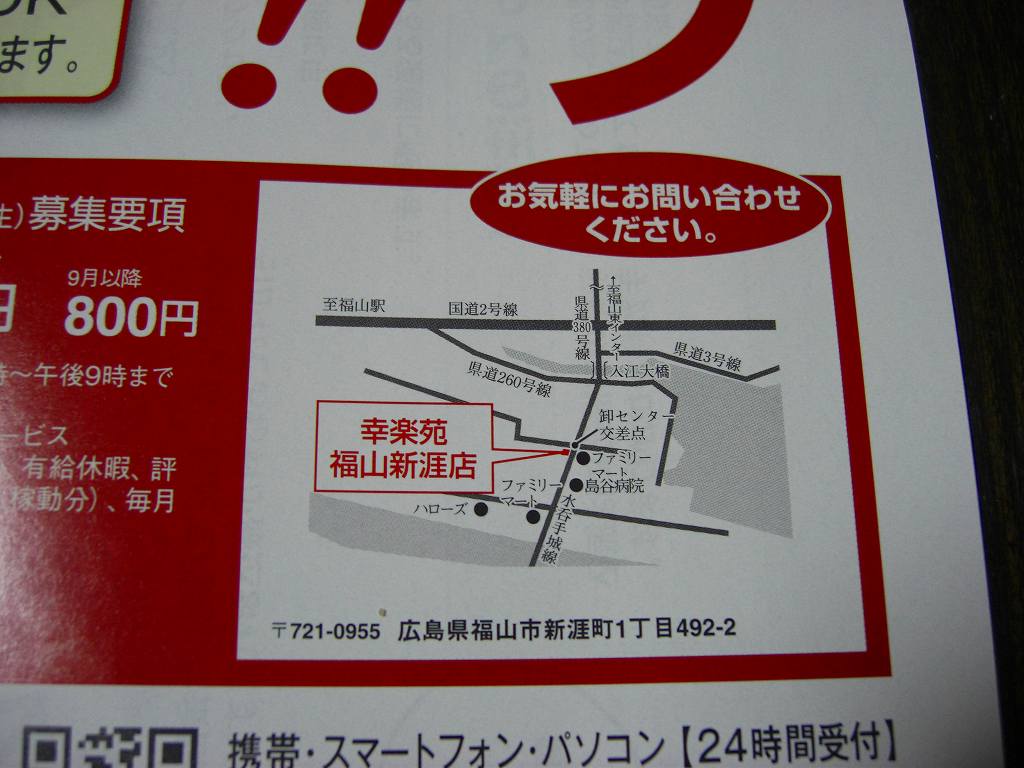 ます。
!!
お気軽にお問い合わせ
ください。
生)募集要項
9月以降
円 800円
時〜午後9時まで
ービス
有給休暇、評
稼動分)、毎月
至福山駅
国道2号線
県道380号線
↑至福山東インター
県道3号線
入江大橋
県道260号線
卸センター
交差点
幸楽苑
福山新涯店
ファミリー
マート
島谷病院
ファミリー
マート
ハローズ
水呑手城線
〒721-0955 広島県福山市新涯町1丁目492-2
携帯・スマートフォン・パソコン【24時間受付】